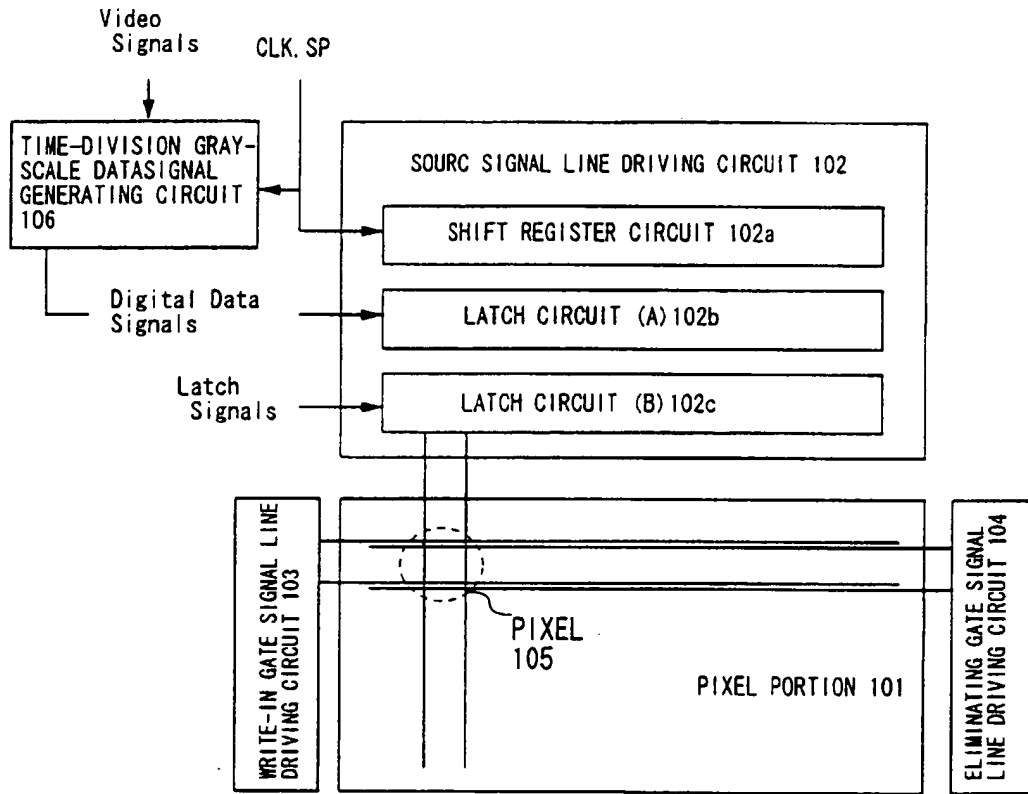 Video
Signals
CLK.SP
TIME-DIVISION GRAY-
SCALE DATASIGNAL
GENERATING CIRCUIT
106
SOURC SIGNAL LINE DRIVING CIRCUIT 102
SHIFT REGISTER CIRCUIT 102a
Digital Data
Signals
LATCH CIRCUIT (A)102b
Latch
Signals
LATCH CIRCUIT (B)102c
WRITE-IN GATE SIGNAL LINE
DRIVING CIRCUIT 103
PIXEL
105
PIXEL PORTION 101
ELIMINATING GATE SIGNAL
LINE DRIVING CIRCUIT 104